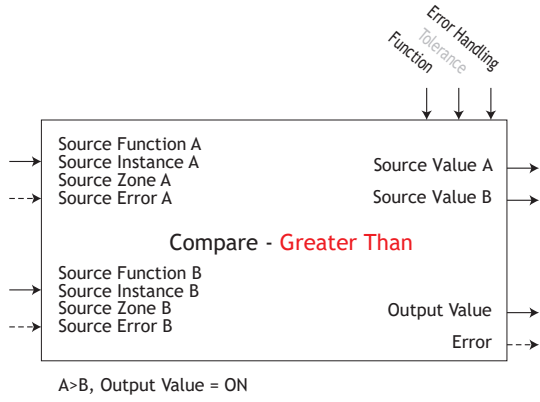 Error Handling
Tolerance
Function
Source Function A
Source Instance A
Source Zone A
Source Error A
Source Value A
Source Value B
Compare - Greater Than
Source Function B
Source Instance B
Source Zone B
Source Error B
Output Value
Error
A>B, Output Value = ON